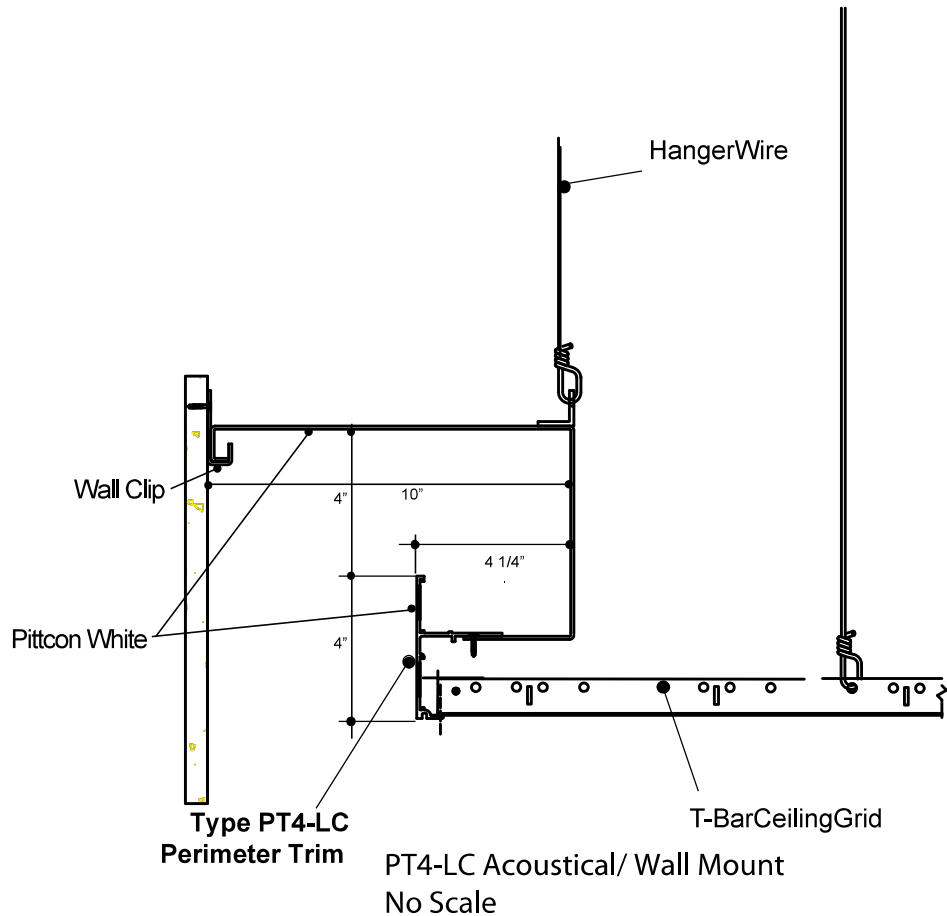 HangerWire
Wall Clip
4”
10”
4 1/4”
Pittcon White
4”
Type PT4-LC
Perimeter Trim
T-BarCeilingGrid
PT4-LC Acoustical/ Wall Mount
No Scale